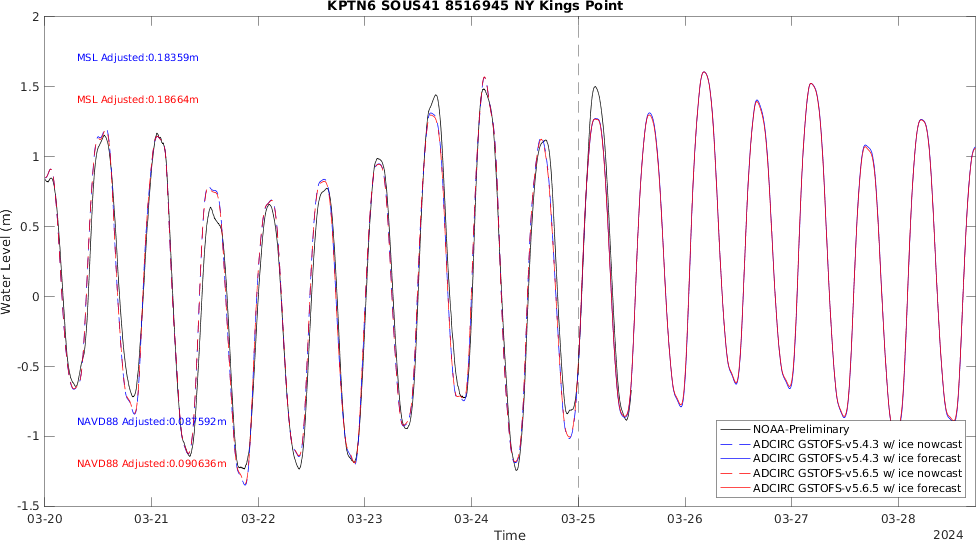 KPTN6 SOUS41 8516945 NY Kings Point
2
1.5
1
0.5
0
-0.5
-1
-1.5
Water Level (m)
MSL Adjusted:0.18359m
MSL Adjusted:0.18664m
NAVD88 Adjusted:0.087592m
NAVD88 Adjusted:0.090636m
NOAA-Preliminary
ADCIRC GSTOFS-v5.4.3 w/ ice nowcast
ADCIRC GSTOFS-v5.4.3 w/ ice forecast
ADCIRC GSTOFS-v5.6.5 w/ ice nowcast
ADCIRC GSTOFS-v5.6.5 w/ ice forecast
03-20 03-21 03-22 03-23 03-24 03-25 03-26 03-27 03-28
Time
2024